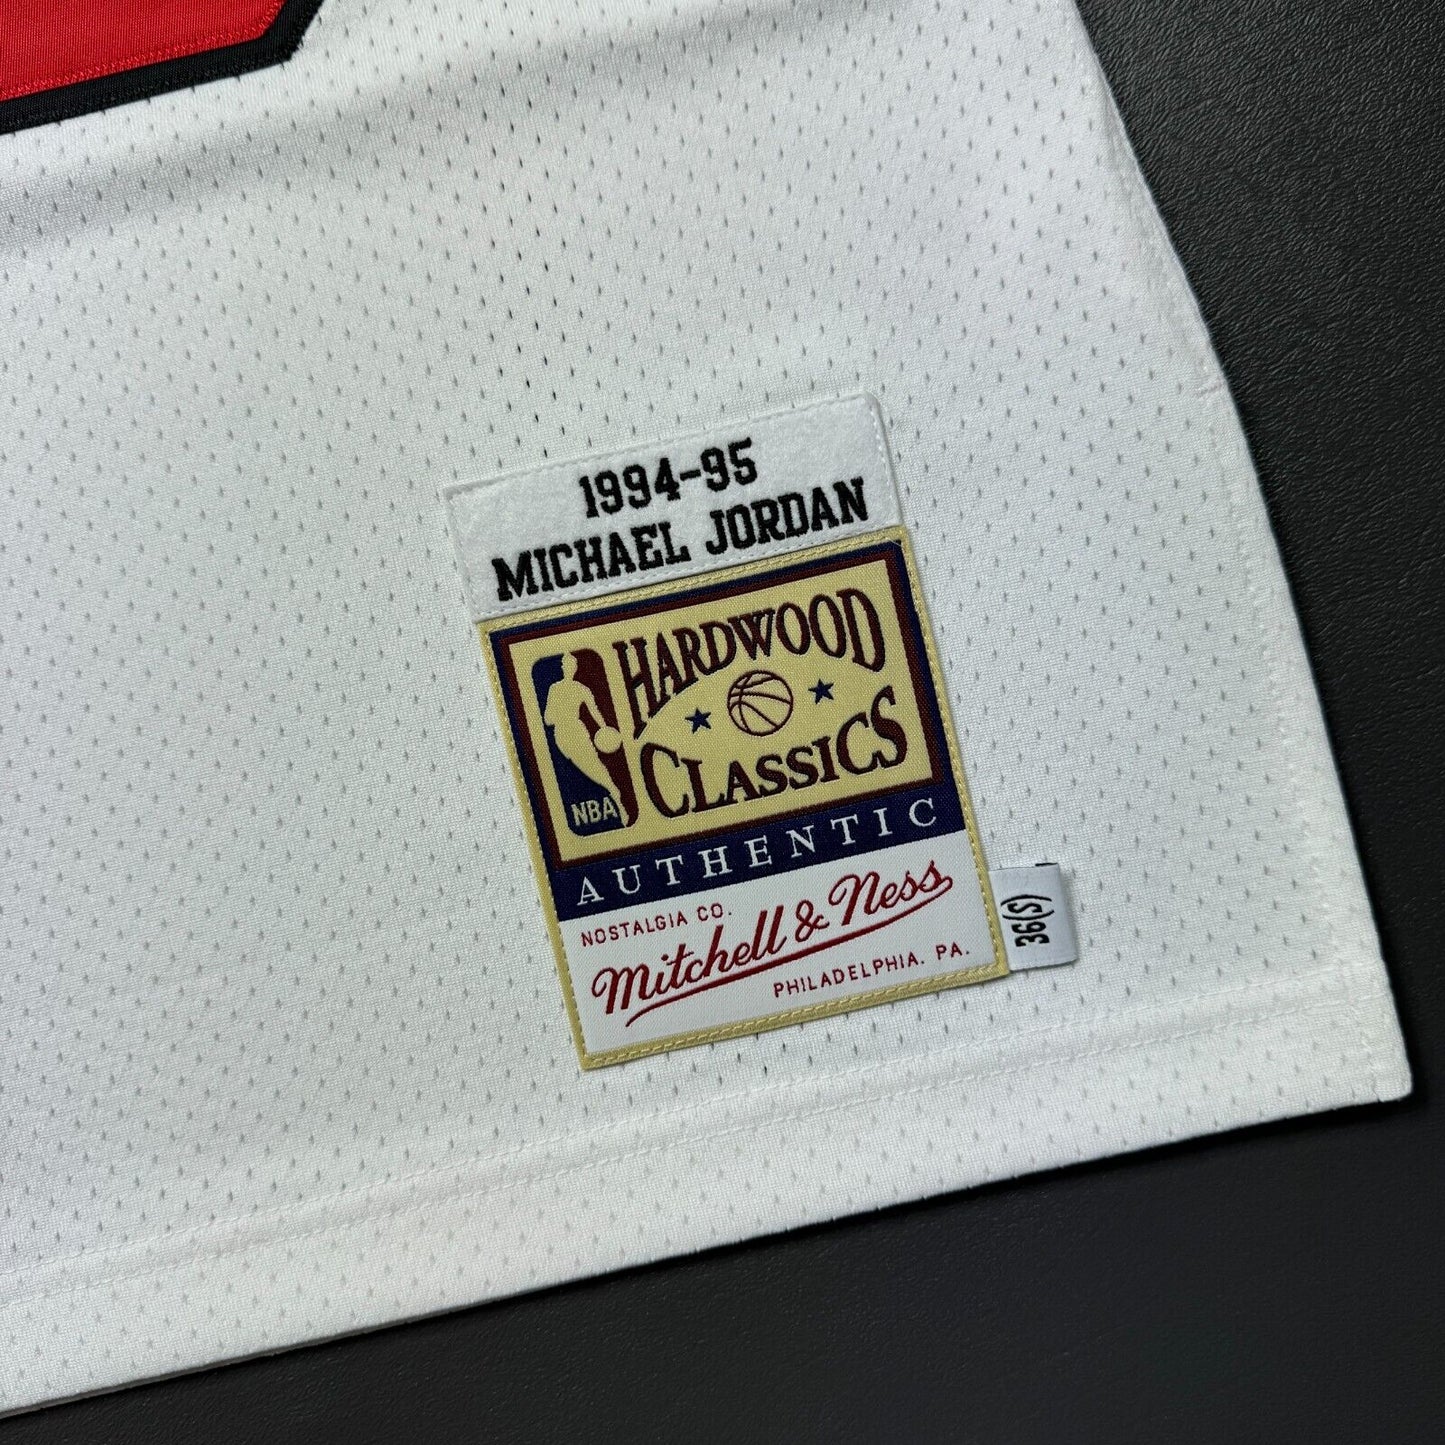 1994-95
MICHAEL JORDAN
HARDWOOD
CLASSICS
NBA
AUTHENTIC
NOSTALGIA CO.
Mitchell & Ness
PHILADELPHIA, PA.
36(S)